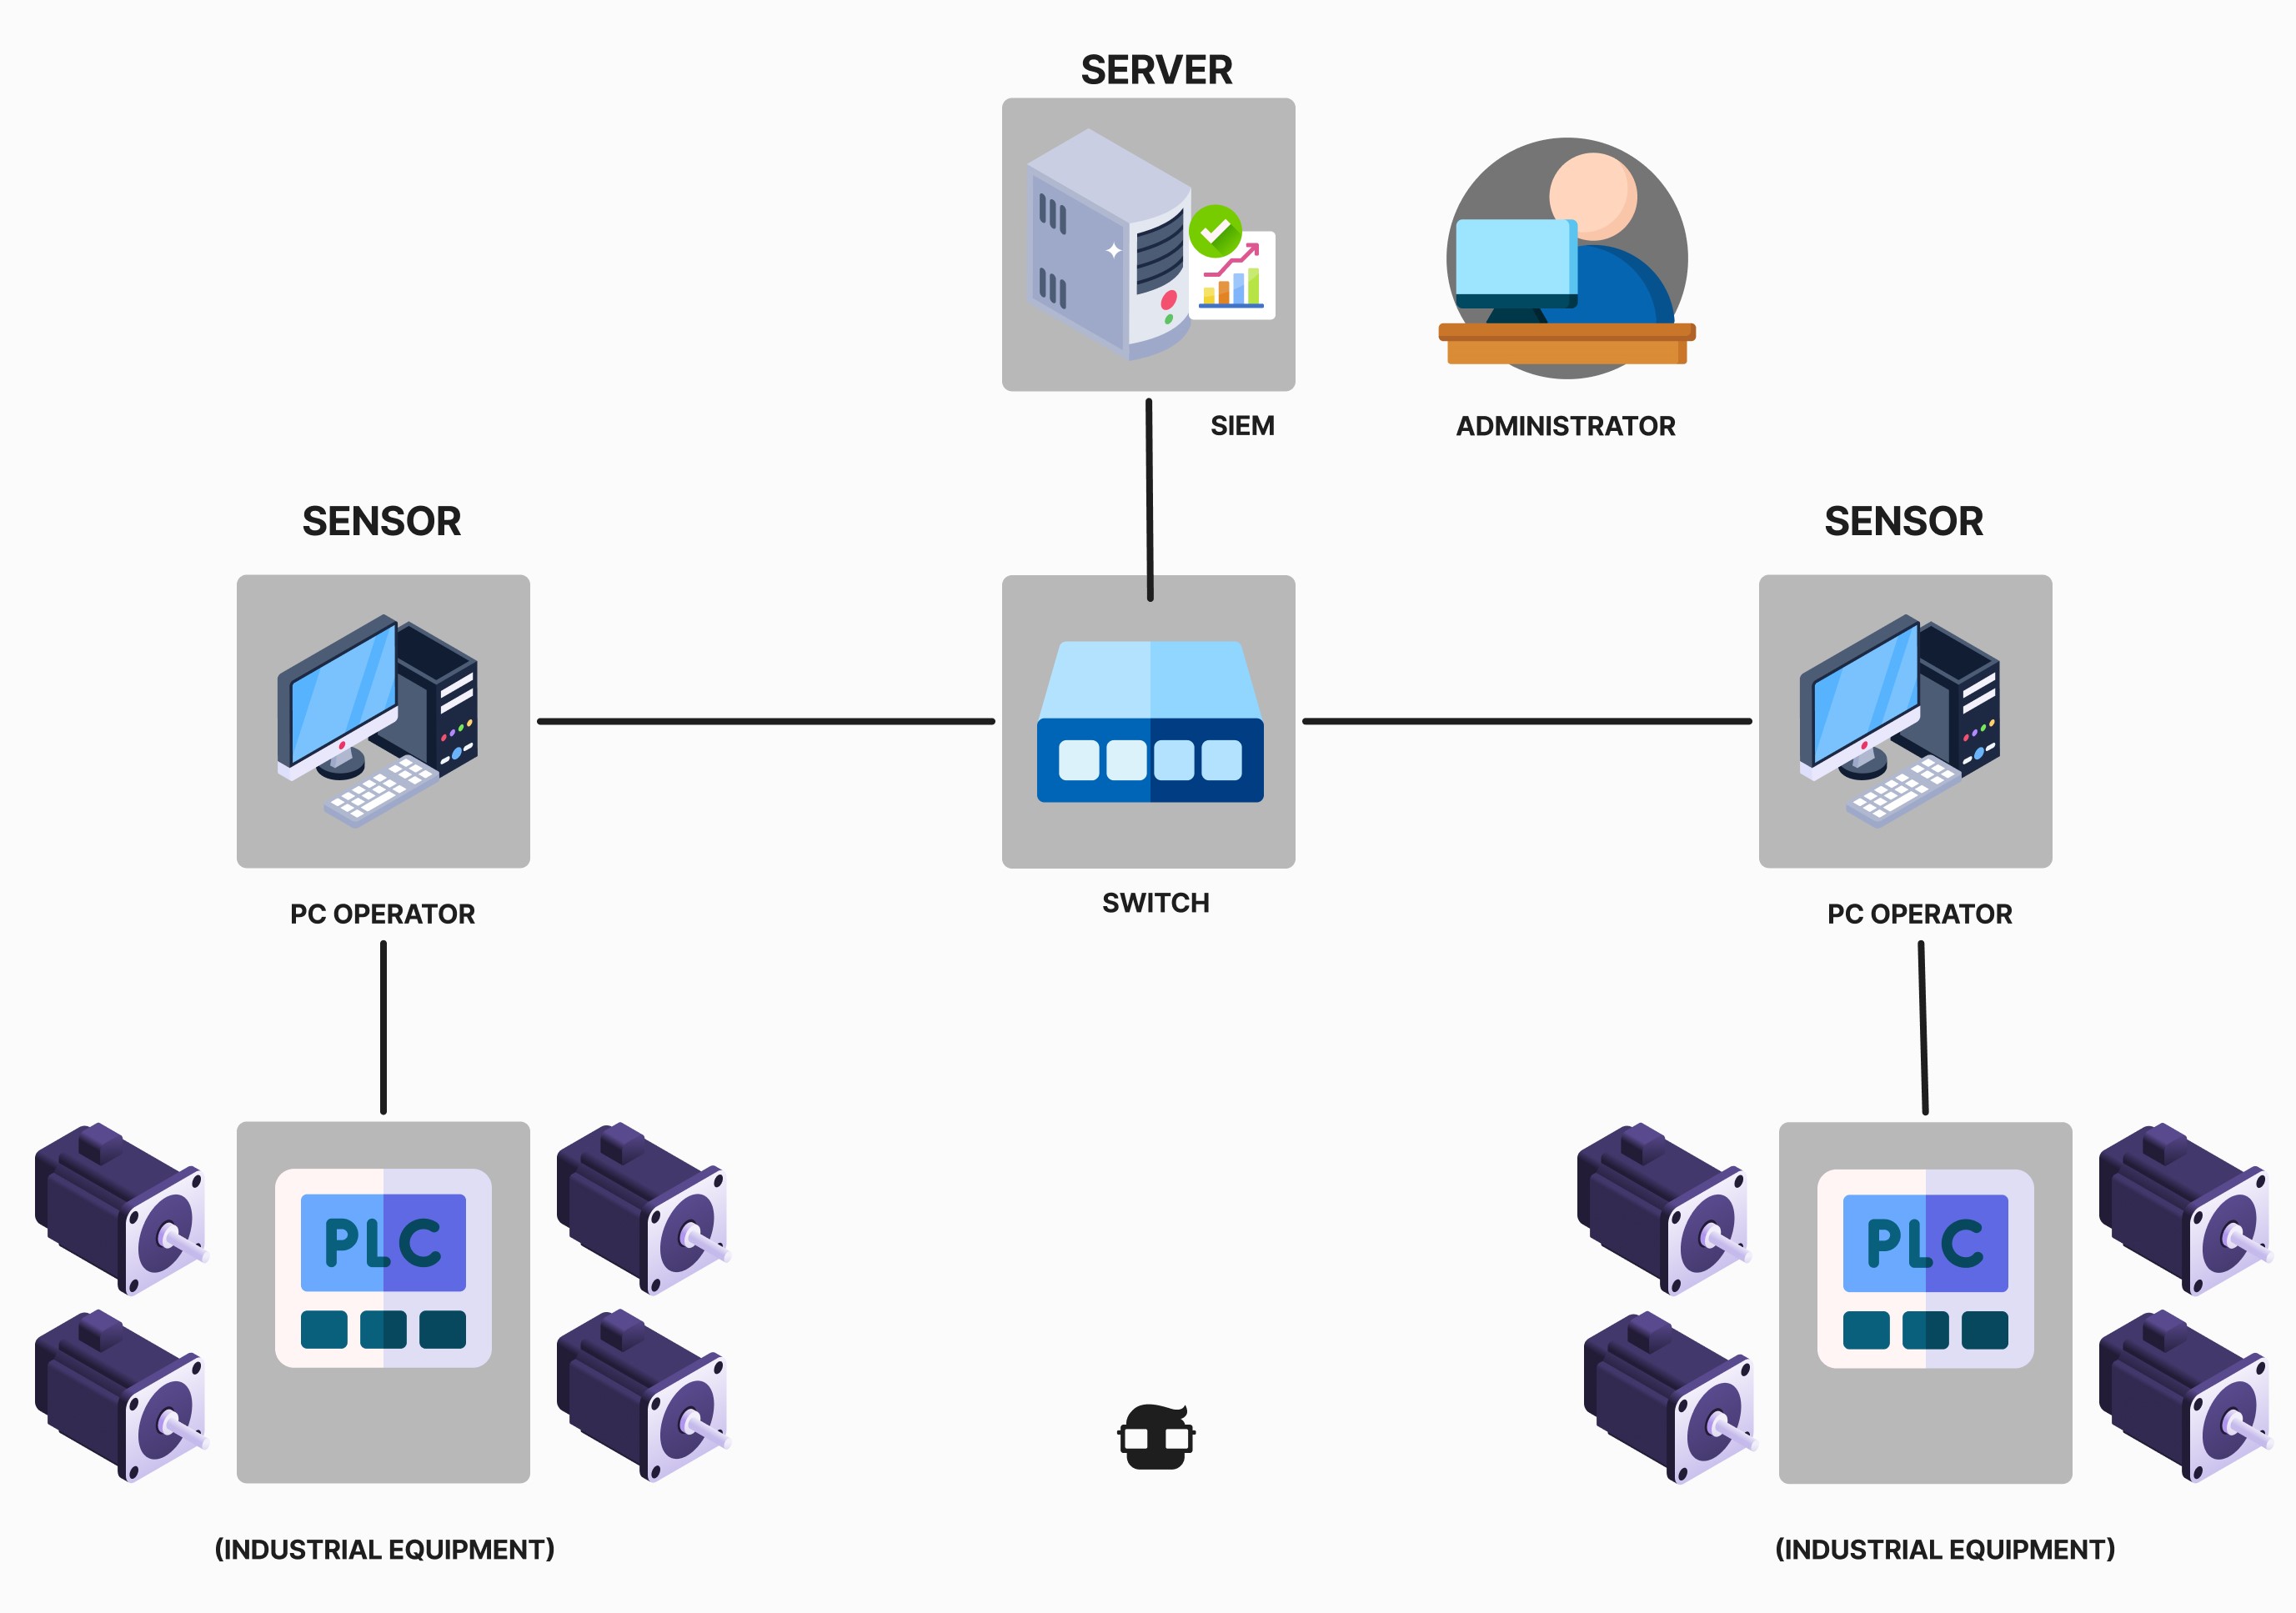 SERVER
SIEM
ADMINISTRATOR
SENSOR
SENSOR
PC OPERATOR
SWITCH
PC OPERATOR
PLC
PLC
(INDUSTRIAL EQUIPMENT)
(INDUSTRIAL EQUIPMENT)